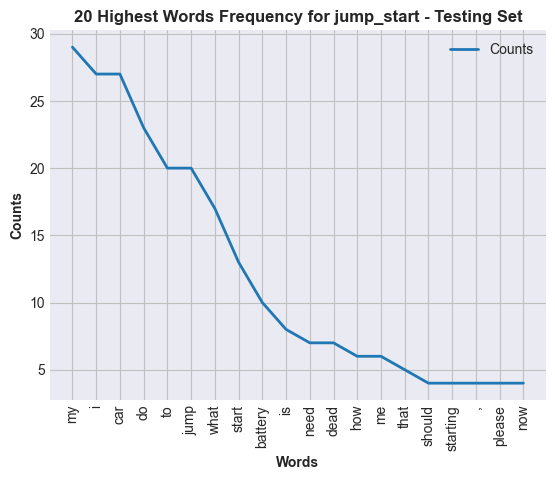 20 Highest Words Frequency for jump_start - Testing Set
Counts
Counts
30
25
20
15
10
5
my
i
car
do
to
jump
what
start
battery
is
need
dead
how
me
that
should
starting
,
please
now
Words